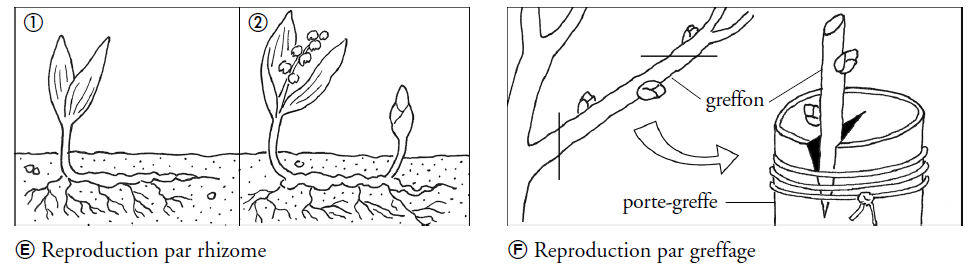 ① ②
greffon
porte-greffe
Ⓔ Reproduction par rhizome
Ⓕ Reproduction par greffage